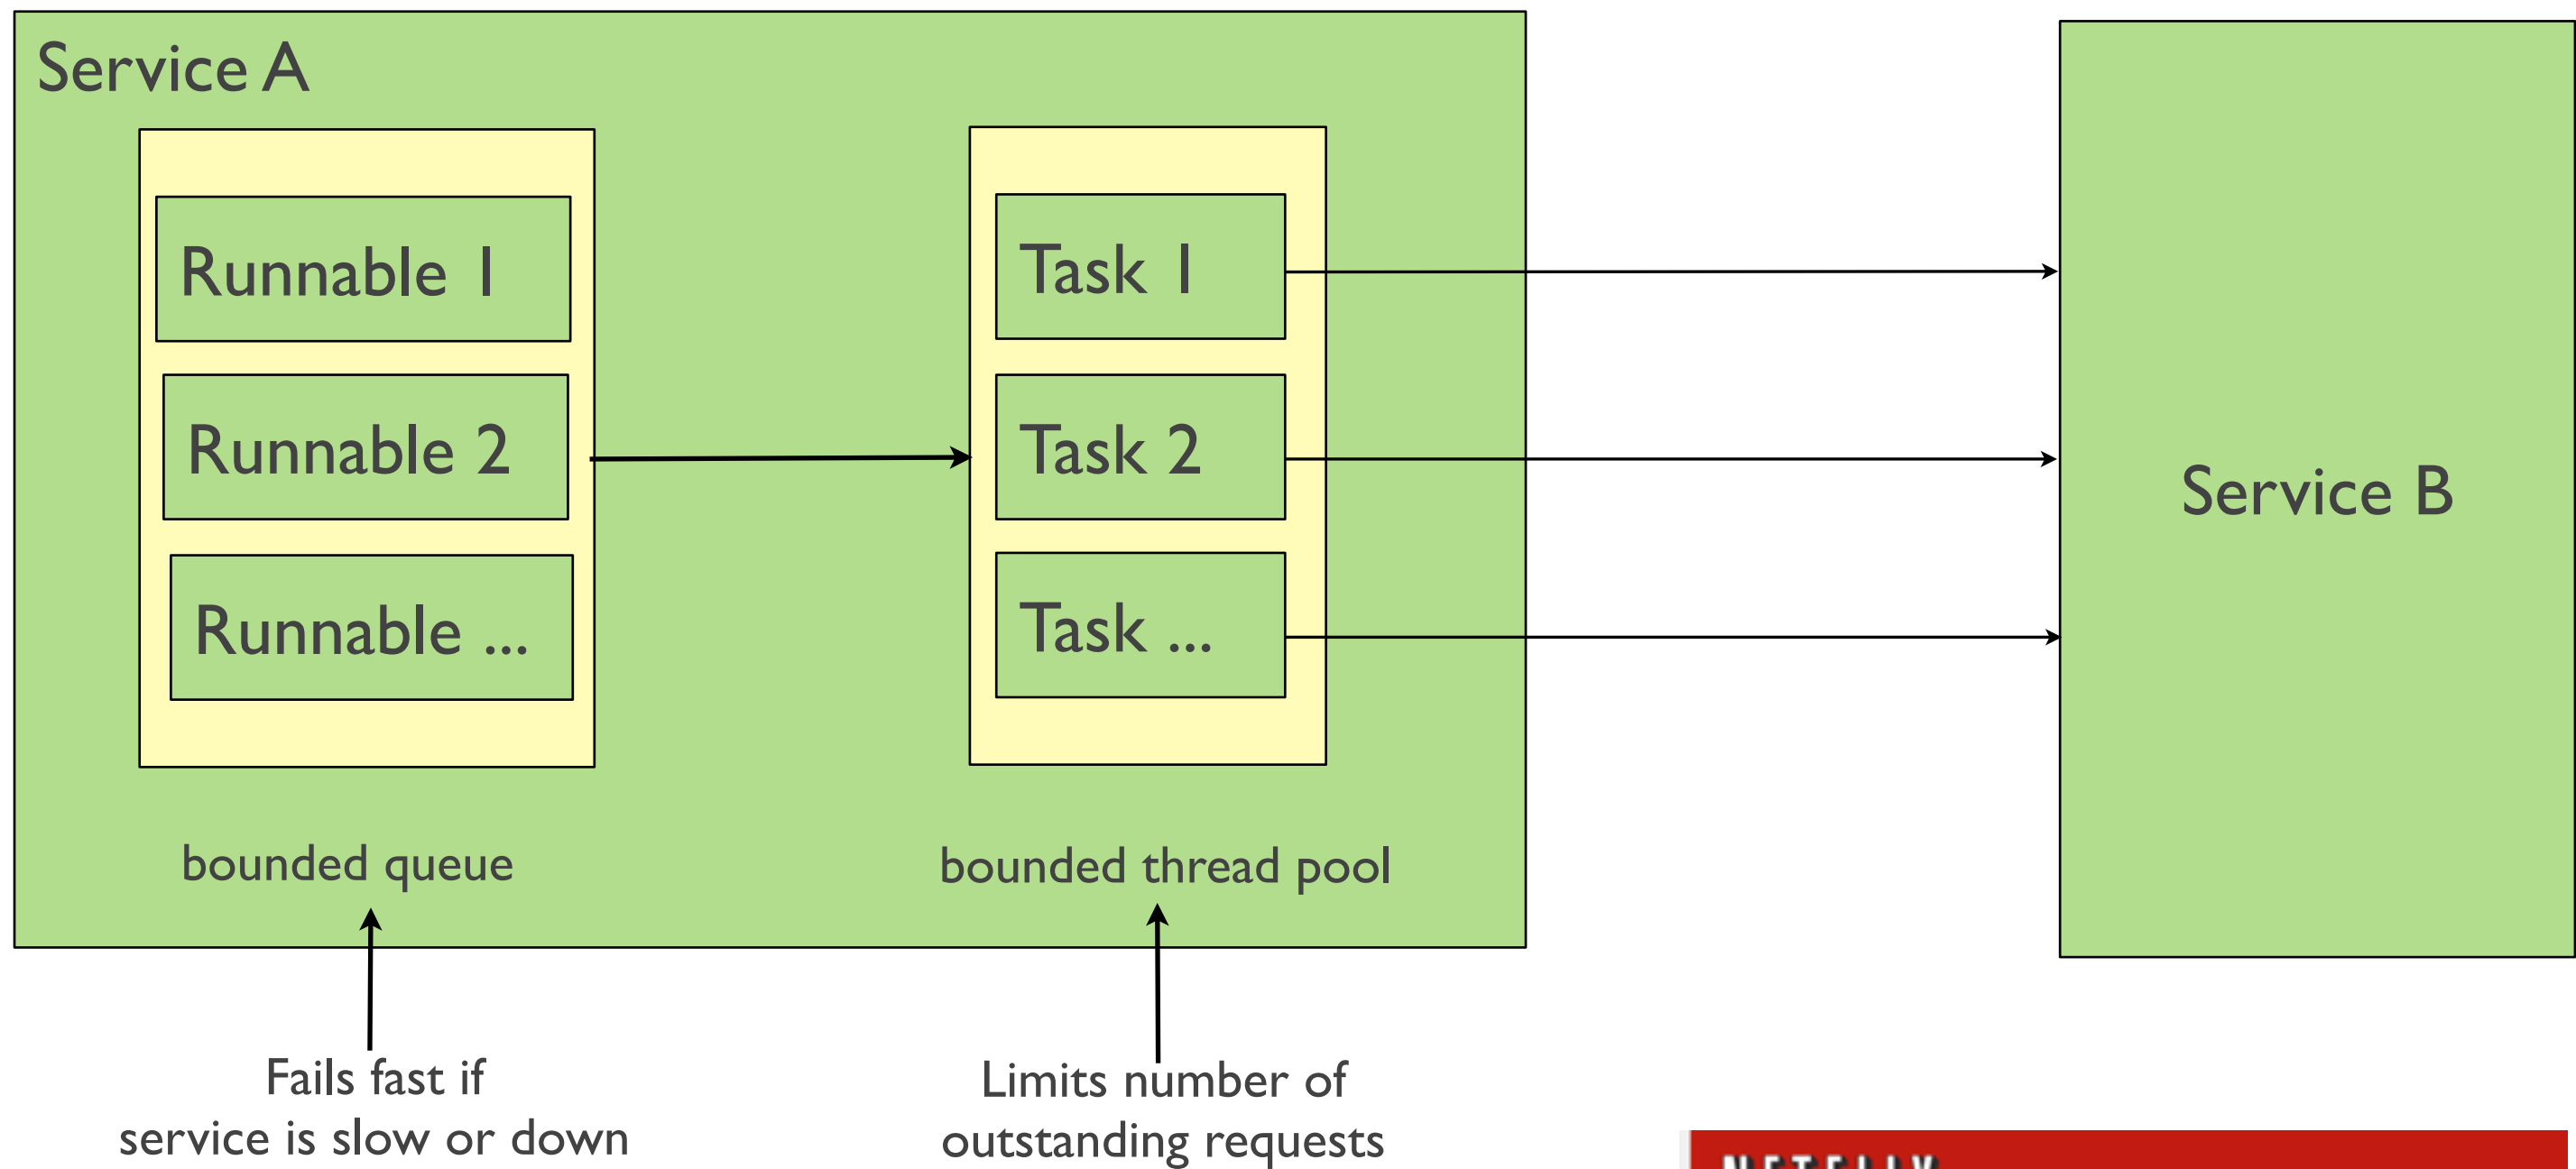 Service A
Runnable 1
Runnable 2
Runnable ...
Task 1
Task 2
Task ...
Service B
bounded queue
bounded thread pool
Fails fast if
service is slow or down
Limits number of
outstanding requests
NETFLIX